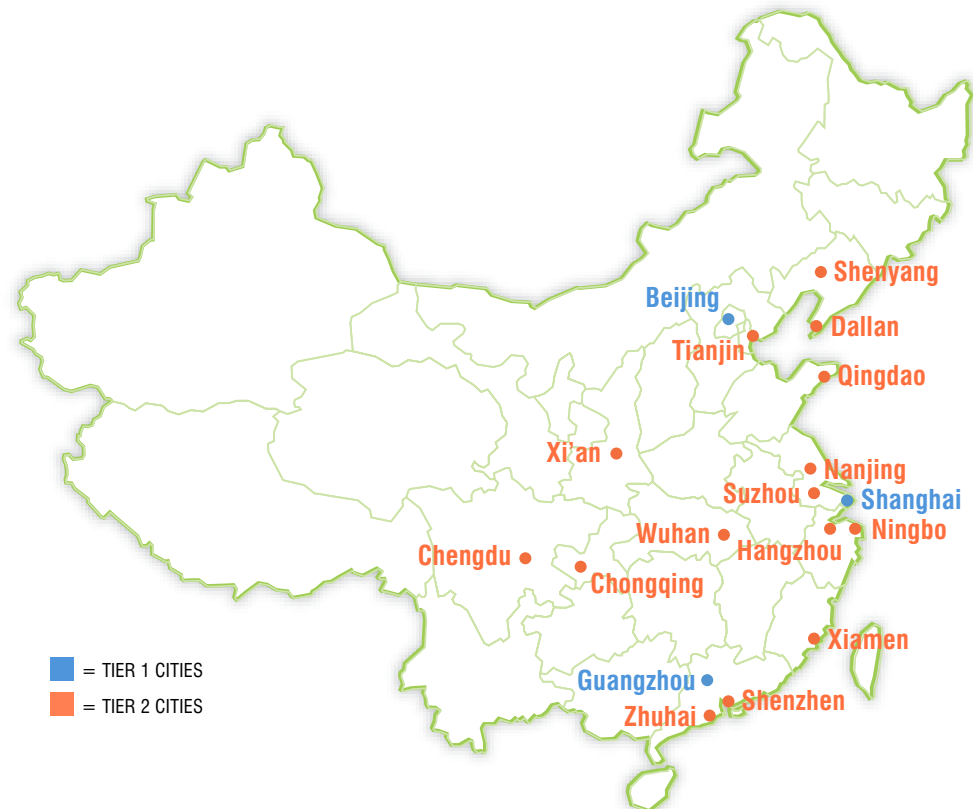 Shenyang
Beijing
Dallan
Tianjin
Qingdao
Xi’an
Nanjing
Suzhou
Shanghai
Wuhan
Hangzhou
Ningbo
Chengdu
Chongqing
Xiamen
= TIER 1 CITIES
Guangzhou
Shenzhen
= TIER 2 CITIES
Zhuhai